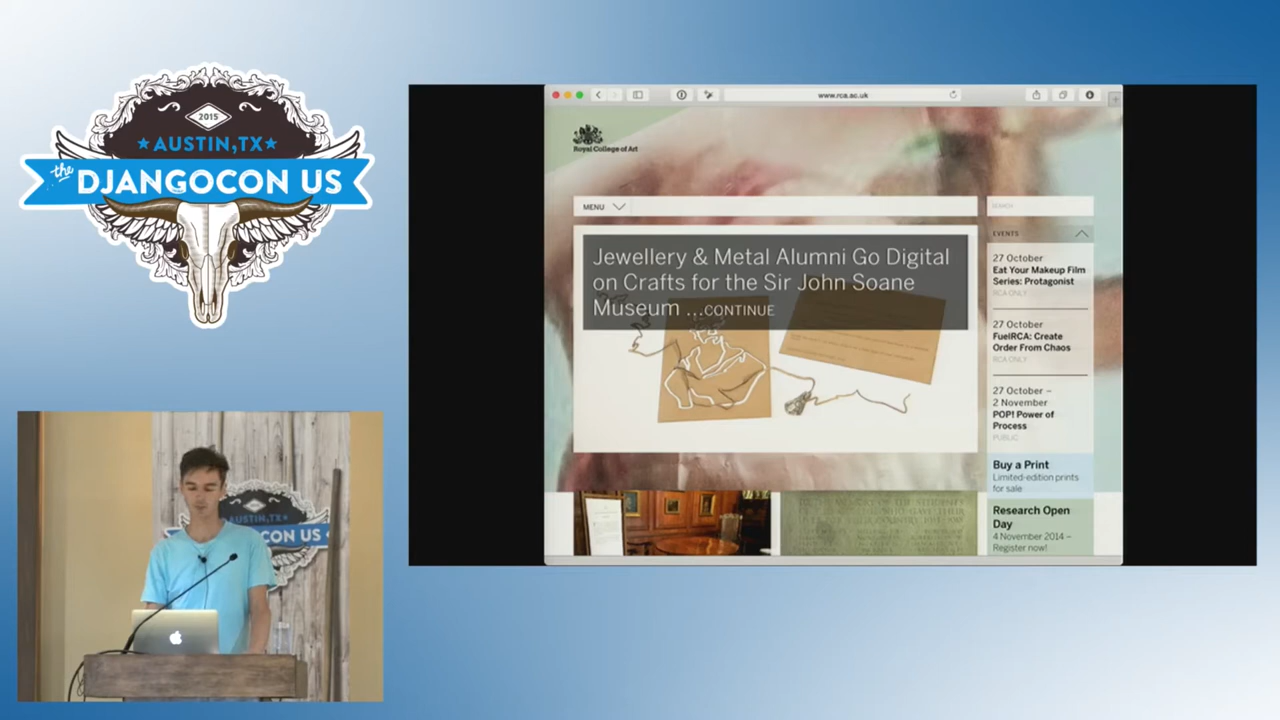 2015
★AUSTIN,TX★
the
DJANGOCON US
www.rca.ac.uk
Royal College of Art
MENU
SEARCH
Jewellery & Metal Alumni Go Digital
on Crafts for the Sir John Soane
Museum ...CONTINUE
EVENTS
27 October
Eat Your Makeup Film
Series: Protagonist
RCA ONLY
27 October
FuelRCA: Create
Order From Chaos
RCA ONLY
27 October –
2 November
POP! Power of
Process
PUBLIC
Buy a Print
Limited-edition prints
for sale
Research Open
Day
4 November 2014 –
Register now!
AUSTIN,TX★
CON US